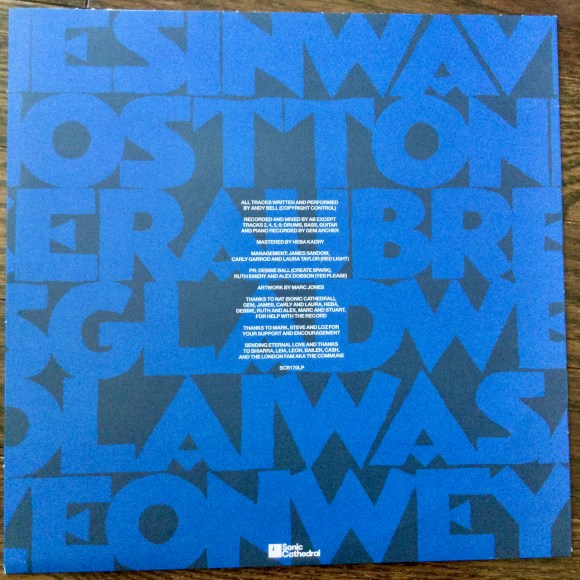 ESINWAV
OSTTON
ERA=BRE
SGLADWE
OLAIWASA
YEONWEY
ALL TRACKS WRITTEN AND PERFORMED
BY ANDY BELL (COPYRIGHT CONTROL)
RECORDED AND MIXED BY AB EXCEPT
TRACKS 2, 4, 5, 6: DRUMS, BASS, GUITAR
AND PIANO RECORDED BY GEM ARCHER
MASTERED BY HEBA KADRY
MANAGEMENT: JAMES SANDOM,
CARLY GARROD AND LAURA TAYLOR (RED LIGHT)
PR: DEBBIE BALL (CREATE SPARK),
RUTH EMERY AND ALEX DOBSON (YES PLEASE)
ARTWORK BY MARC JONES
THANKS TO NAT (SONIC CATHEDRAL),
GEM, JAMES, CARLY AND LAURA, HEBA,
DEBBIE, RUTH AND ALEX, MARC AND STUART,
FOR HELP WITH THE RECORD
THANKS TO MARK, STEVE AND LOZ FOR
YOUR SUPPORT AND ENCOURAGEMENT
SENDING ETERNAL LOVE AND THANKS
TO SHIARRA, LEIA, LEON, BAILEN, CASH,
AND THE LONDON FAM AKA THE COMMUNE
SCR170LP
Sonic
Cathedral